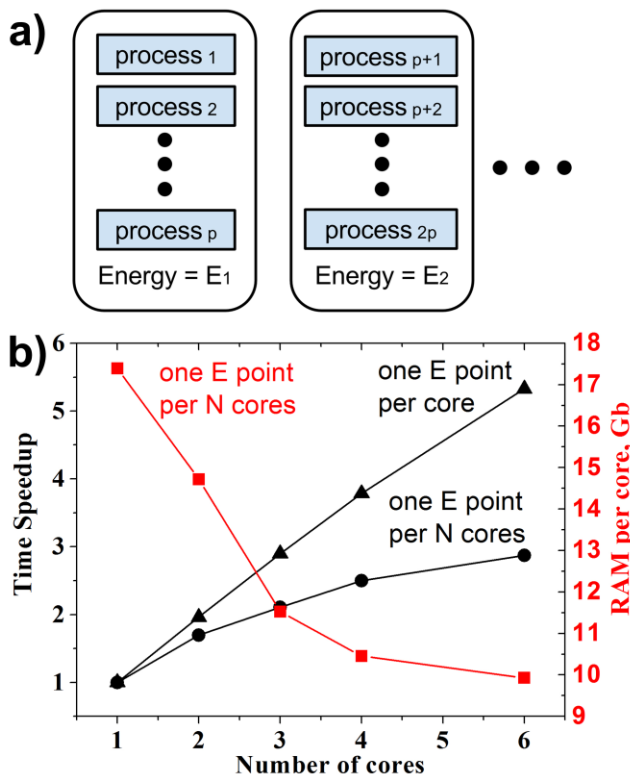 a)
process 1
process 2
process p
Energy = E1
process p+1
process p+2
process 2p
Energy = E2
b)
6
5
4
3
2
1
Time Speedup
one E point
per N cores
one E point
per core
one E point
per N cores
18
17
16
15
14
13
12
11
10
9
RAM per core, Gb
1 2 3 4 5 6
Number of cores